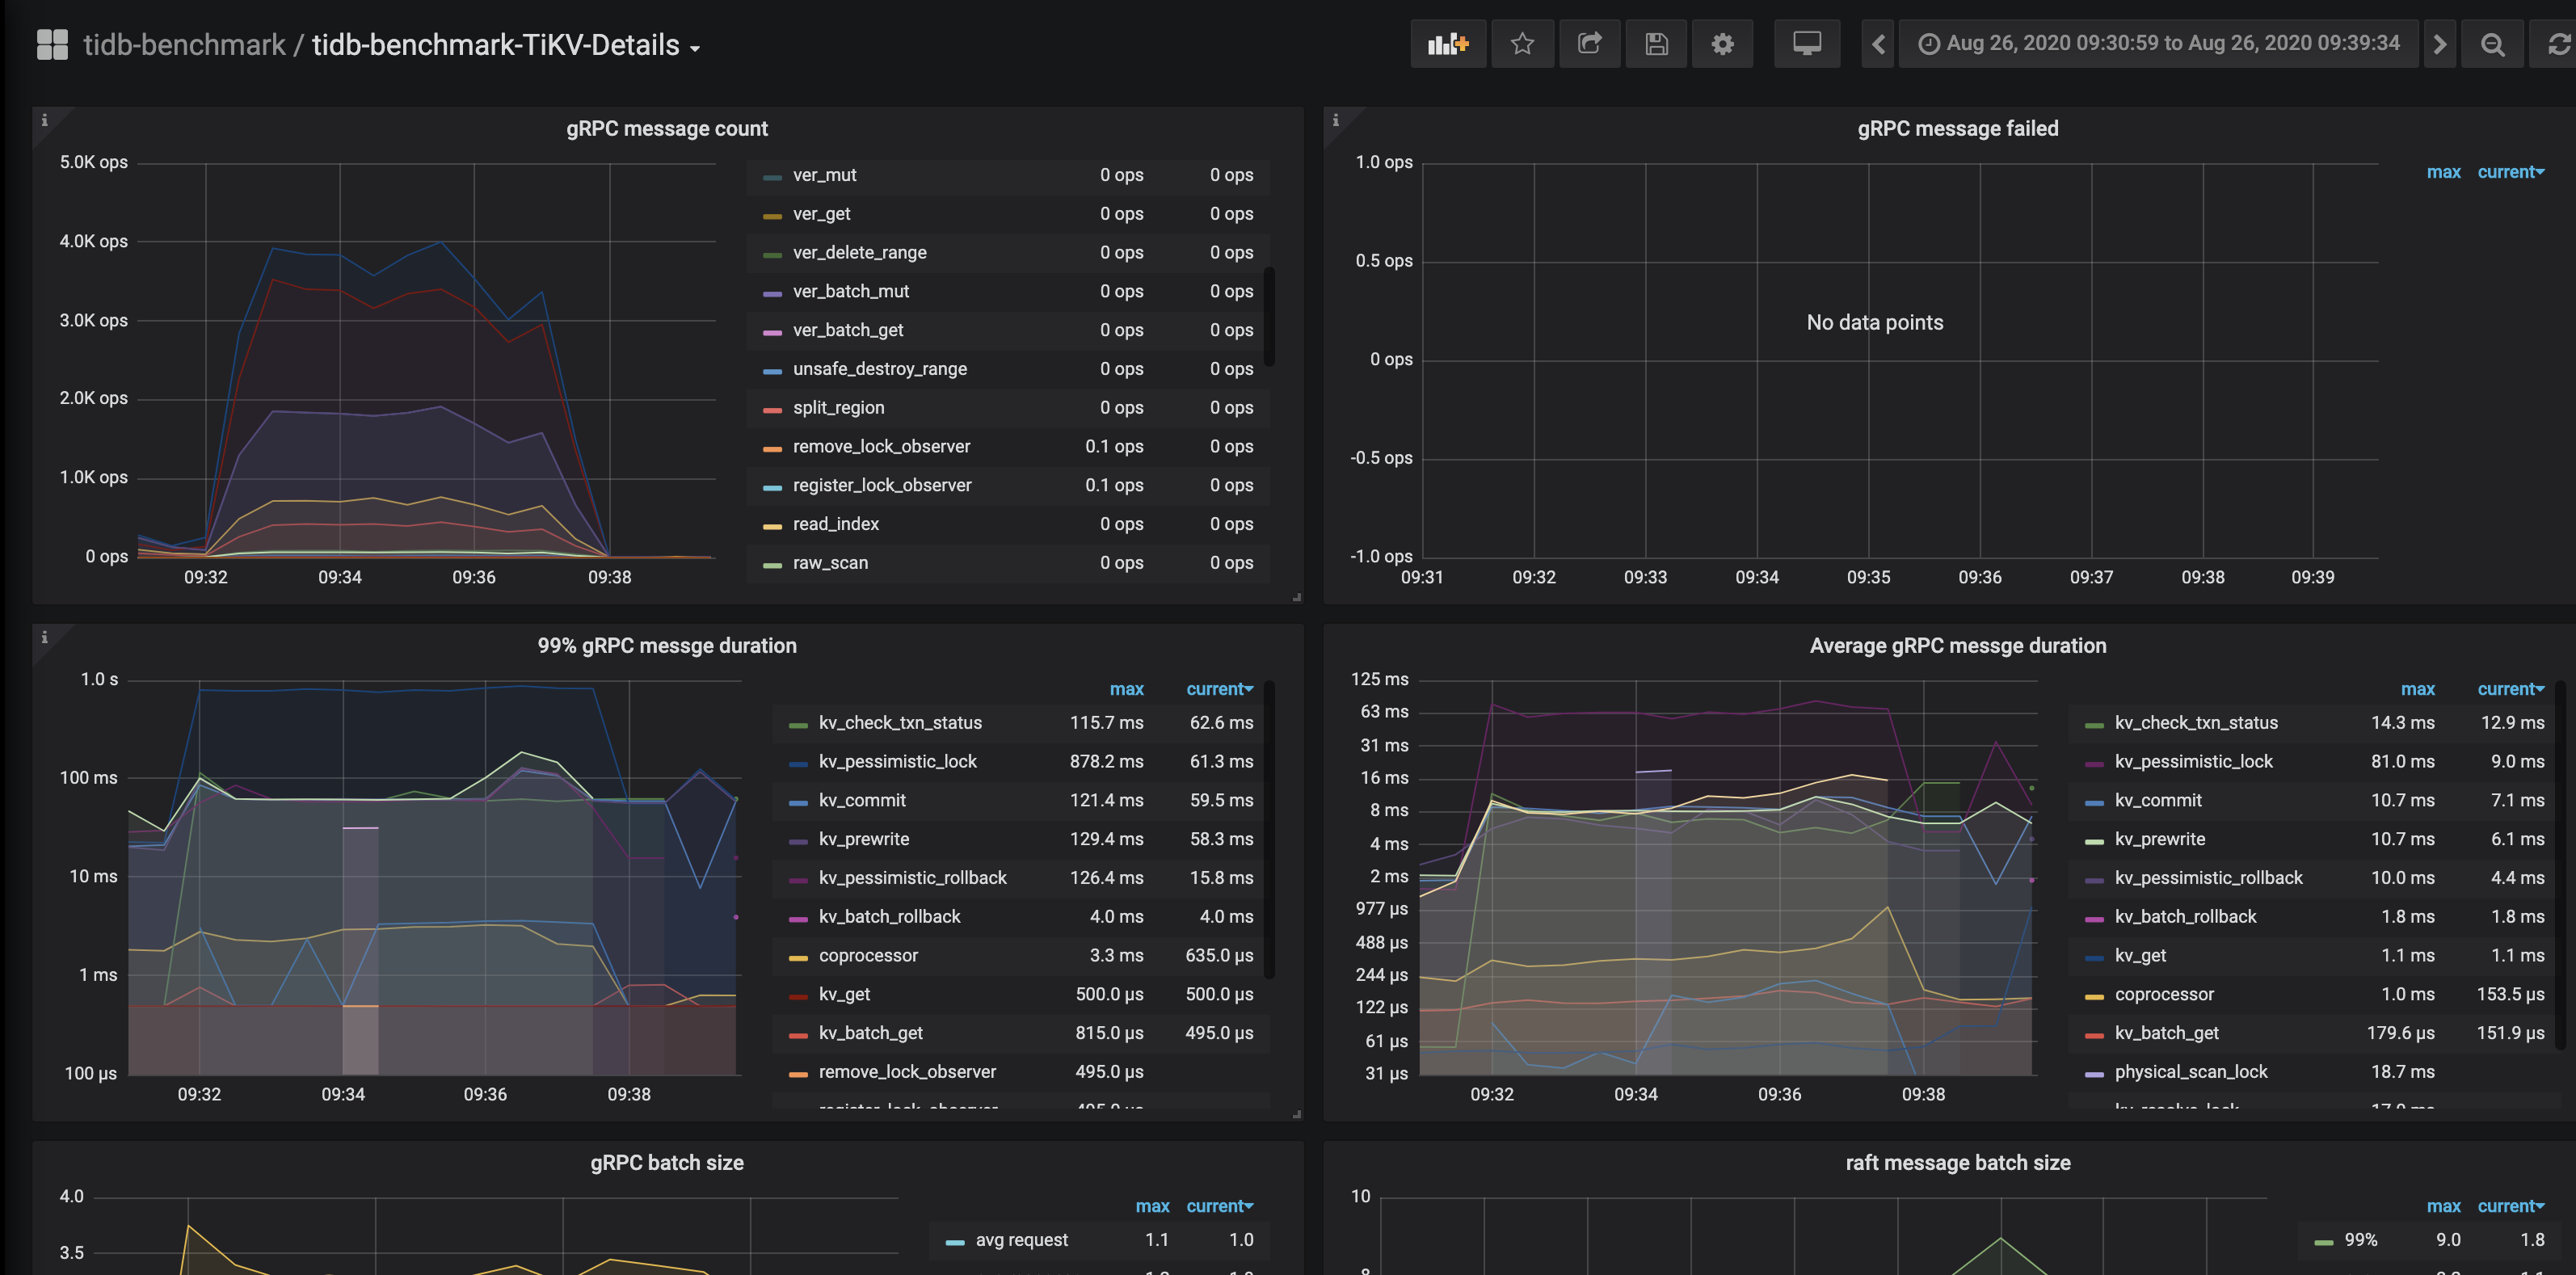 tidb-benchmark / tidb-benchmark-TiKV-Details
Aug 26, 2020 09:30:59 to Aug 26, 2020 09:39:34
gRPC message count
5.0K ops
4.0K ops
3.0K ops
2.0K ops
1.0K ops
0 ops
09:32 09:34 09:36 09:38
ver_mut 0 ops 0 ops
ver_get 0 ops 0 ops
ver_delete_range 0 ops 0 ops
ver_batch_mut 0 ops 0 ops
ver_batch_get 0 ops 0 ops
unsafe_destroy_range 0 ops 0 ops
split_region 0 ops 0 ops
remove_lock_observer 0.1 ops 0 ops
register_lock_observer 0.1 ops 0 ops
read_index 0 ops 0 ops
raw_scan 0 ops 0 ops
gRPC message failed
1.0 ops
0.5 ops
0 ops
-0.5 ops
-1.0 ops
No data points
09:31 09:32 09:33 09:34 09:35 09:36 09:37 09:38 09:39
max current
99% gRPC messge duration
1.0 s
100 ms
10 ms
1 ms
100 µs
09:32 09:34 09:36 09:38
max current
kv_check_txn_status 115.7 ms 62.6 ms
kv_pessimistic_lock 878.2 ms 61.3 ms
kv_commit 121.4 ms 59.5 ms
kv_prewrite 129.4 ms 58.3 ms
kv_pessimistic_rollback 126.4 ms 15.8 ms
kv_batch_rollback 4.0 ms 4.0 ms
coprocessor 3.3 ms 635.0 µs
kv_get 500.0 µs 500.0 µs
kv_batch_get 815.0 µs 495.0 µs
remove_lock_observer 495.0 µs
Average gRPC messge duration
125 ms
63 ms
31 ms
16 ms
8 ms
4 ms
2 ms
977 µs
488 µs
244 µs
122 µs
61 µs
31 µs
09:32 09:34 09:36 09:38
max current
kv_check_txn_status 14.3 ms 12.9 ms
kv_pessimistic_lock 81.0 ms 9.0 ms
kv_commit 10.7 ms 7.1 ms
kv_prewrite 10.7 ms 6.1 ms
kv_pessimistic_rollback 10.0 ms 4.4 ms
kv_batch_rollback 1.8 ms 1.8 ms
kv_get 1.1 ms 1.1 ms
coprocessor 1.0 ms 153.5 µs
kv_batch_get 179.6 µs 151.9 µs
physical_scan_lock 18.7 ms
gRPC batch size
4.0
3.5
max current
avg request 1.1 1.0
raft message batch size
10
max current
99% 9.0 1.8